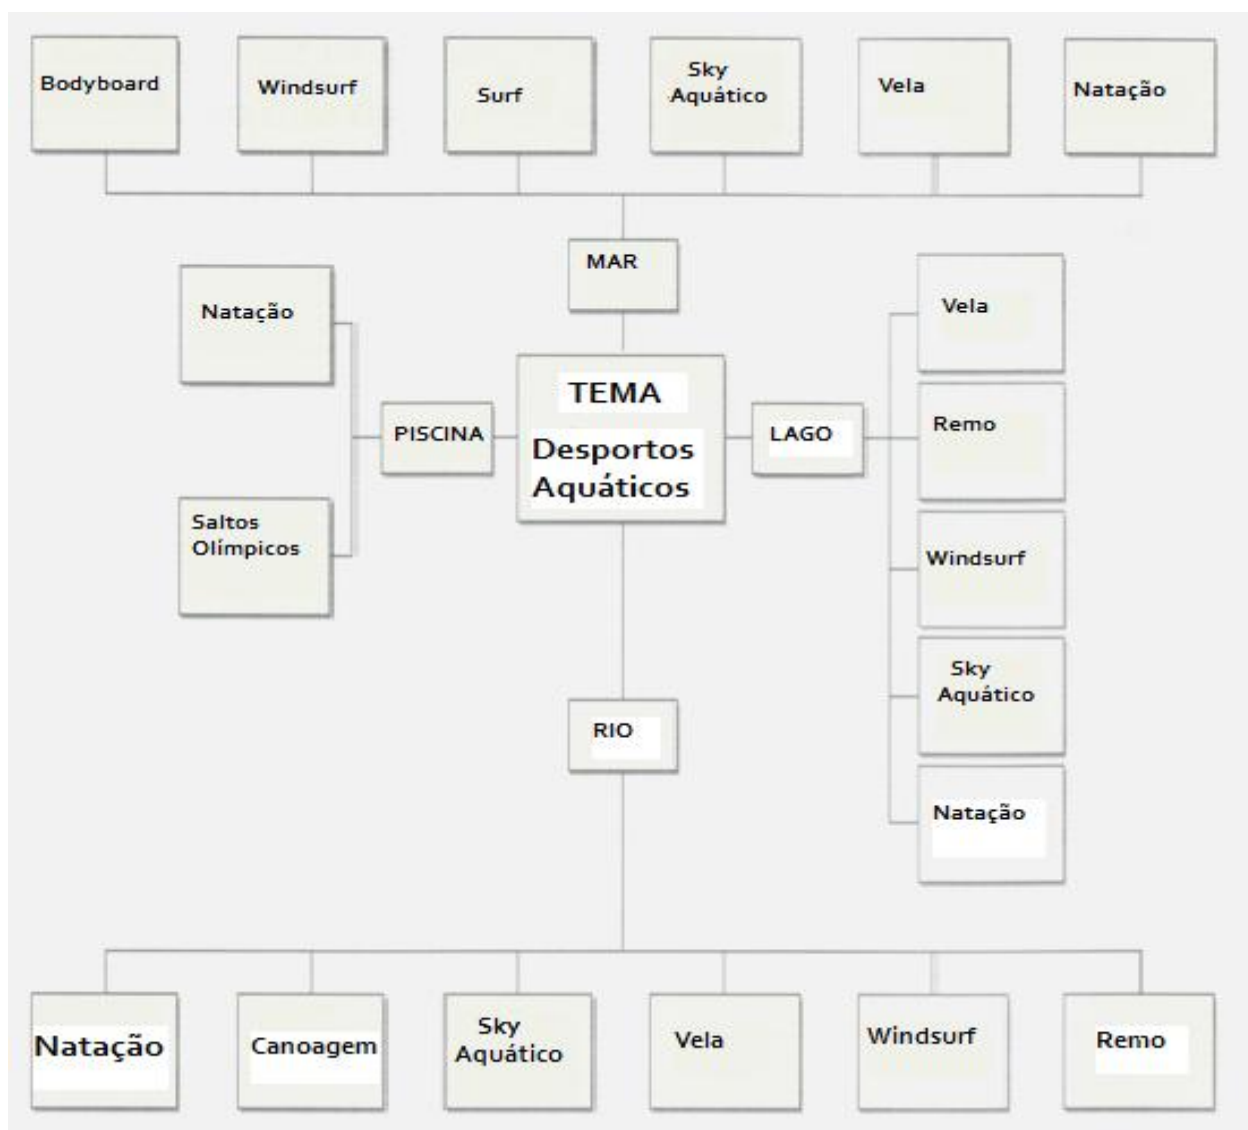 Bodyboard
Windsurf
Surf
Sky
Aquático
Vela
Natação
MAR
Natação
Saltos
Olímpicos
PISCINA
TEMA
Desportos
Aquáticos
LAGO
Vela
Remo
Windsurf
Sky
Aquático
Natação
RIO
Natação
Canoagem
Sky
Aquático
Vela
Windsurf
Remo